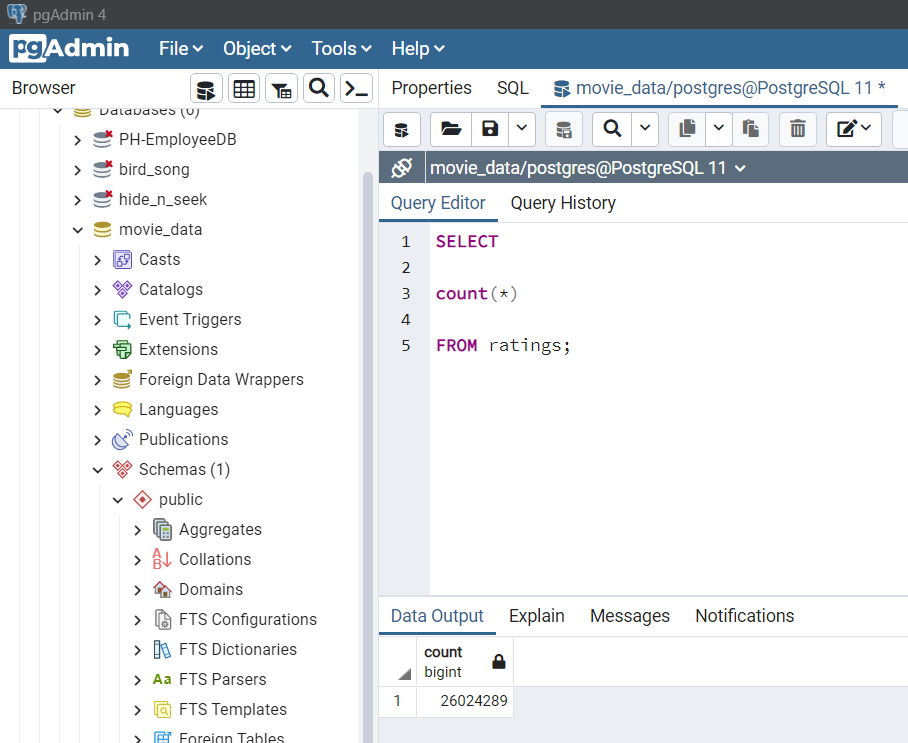 pgAdmin 4
pgAdmin
File Object Tools Help
Browser
Properties SQL movie_data/postgres@PostgreSQL 11 *
Databases (6)
PH-EmployeeDB
bird_song
hide_n_seek
movie_data
Casts
Catalogs
Event Triggers
Extensions
Foreign Data Wrappers
Languages
Publications
Schemas (1)
public
Aggregates
Collations
Domains
FTS Configurations
FTS Dictionaries
Aa FTS Parsers
FTS Templates
Foreign Tables
movie_data/postgres@PostgreSQL 11
Query Editor Query History
1 SELECT
2
3 count(*)
4
5 FROM ratings;
Data Output Explain Messages Notifications
count
bigint
1 26024289